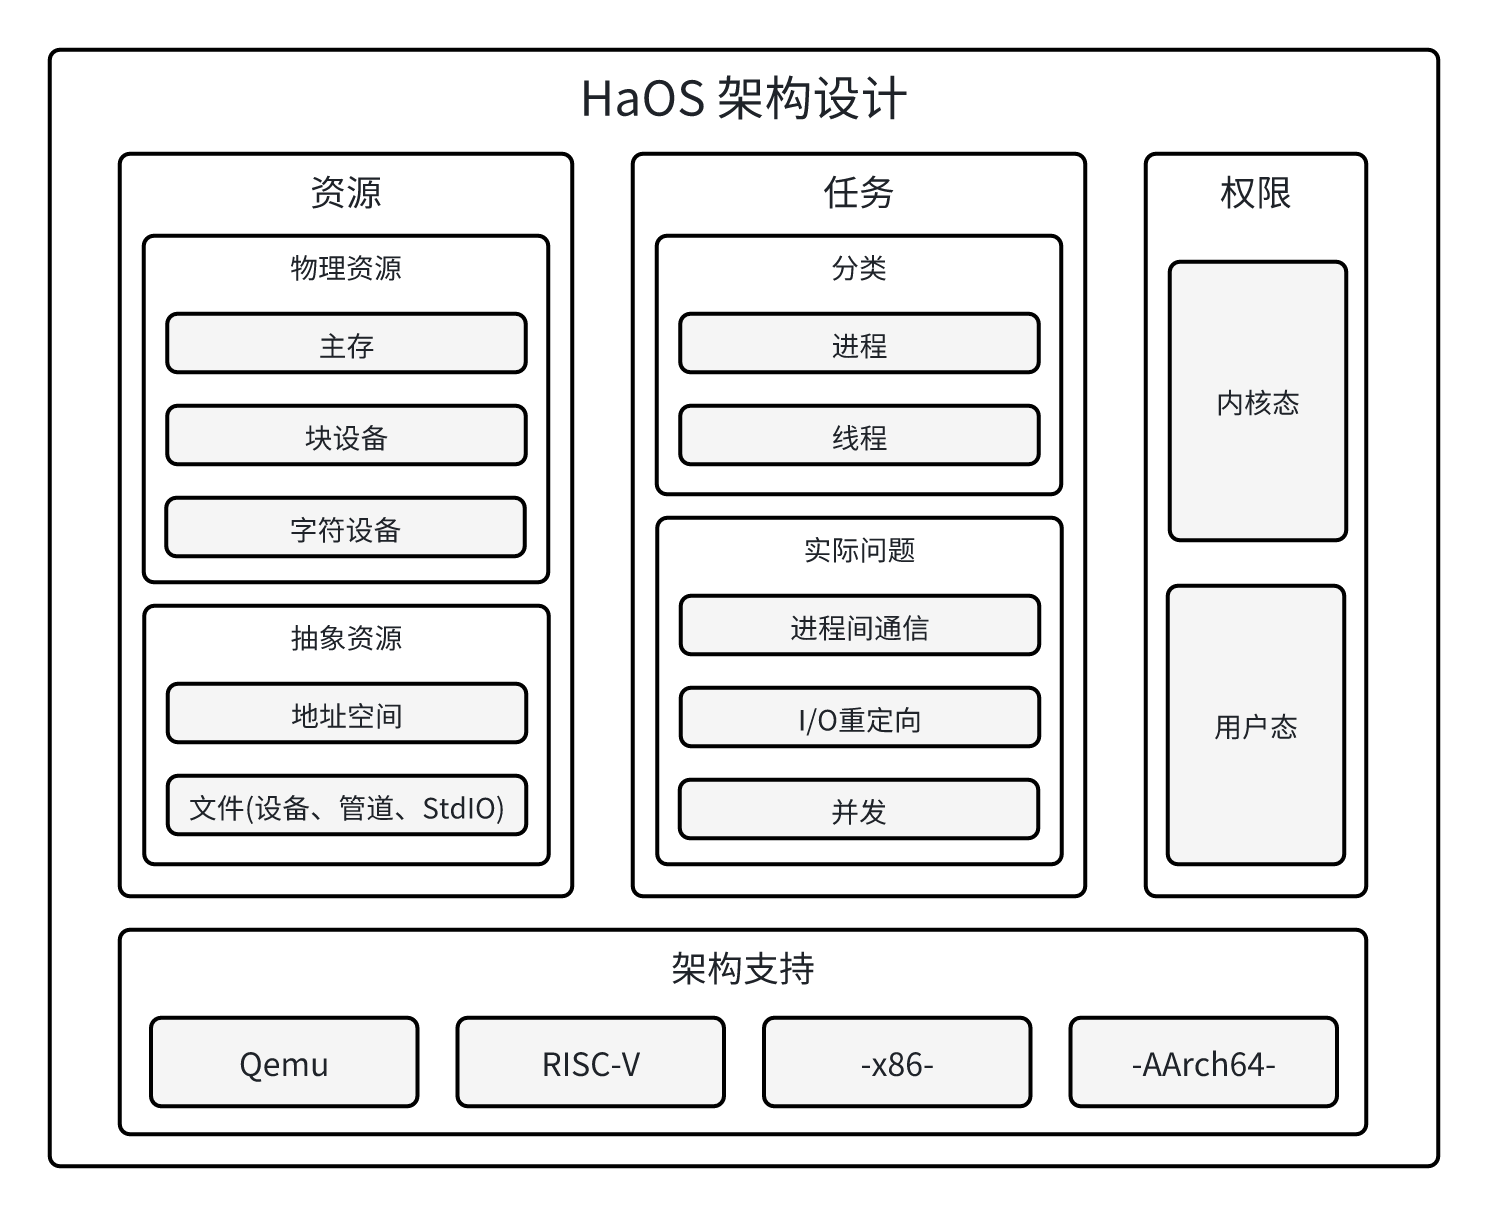 HaOS 架构设计
资源
物理资源
主存
块设备
字符设备
抽象资源
地址空间
文件(设备、管道、StdIO)
任务
分类
进程
线程
实际问题
进程间通信
I/O重定向
并发
权限
内核态
用户态
架构支持
Qemu
RISC-V
-x86-
-AArch64-